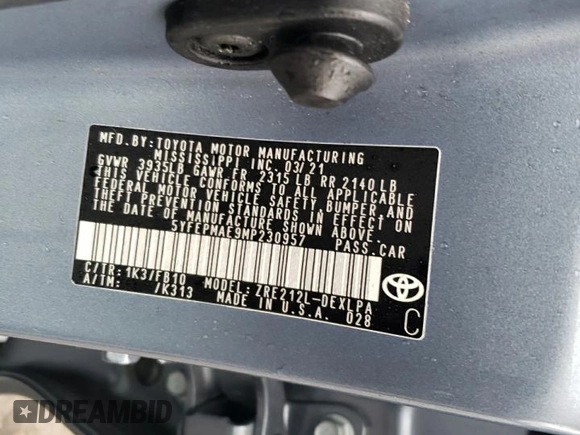 MFD.BY:TOYOTA MOTOR MANUFACTURING
MISSISSIPPI INC 03/21
GVWR 3935LB GAWR FR 2315 LB RR 2140 LB
THIS VEHICLE CONFORMS TO ALL APPLICABLE
FEDERAL MOTOR VEHICLE SAFETY BUMPER, AND
THEFT PREVENTION STANDARDS IN EFFECT ON
THE DATE OF MANUFACTURE SHOWN ABOVE.
5YFEPMAE9MP230957 PASS.CAR
C/TR:1K3/FB10 MODEL:ZRE212L-DEXLPA
A/TM: /K313 MADE IN U.S.A. 028
C
DREAMBID